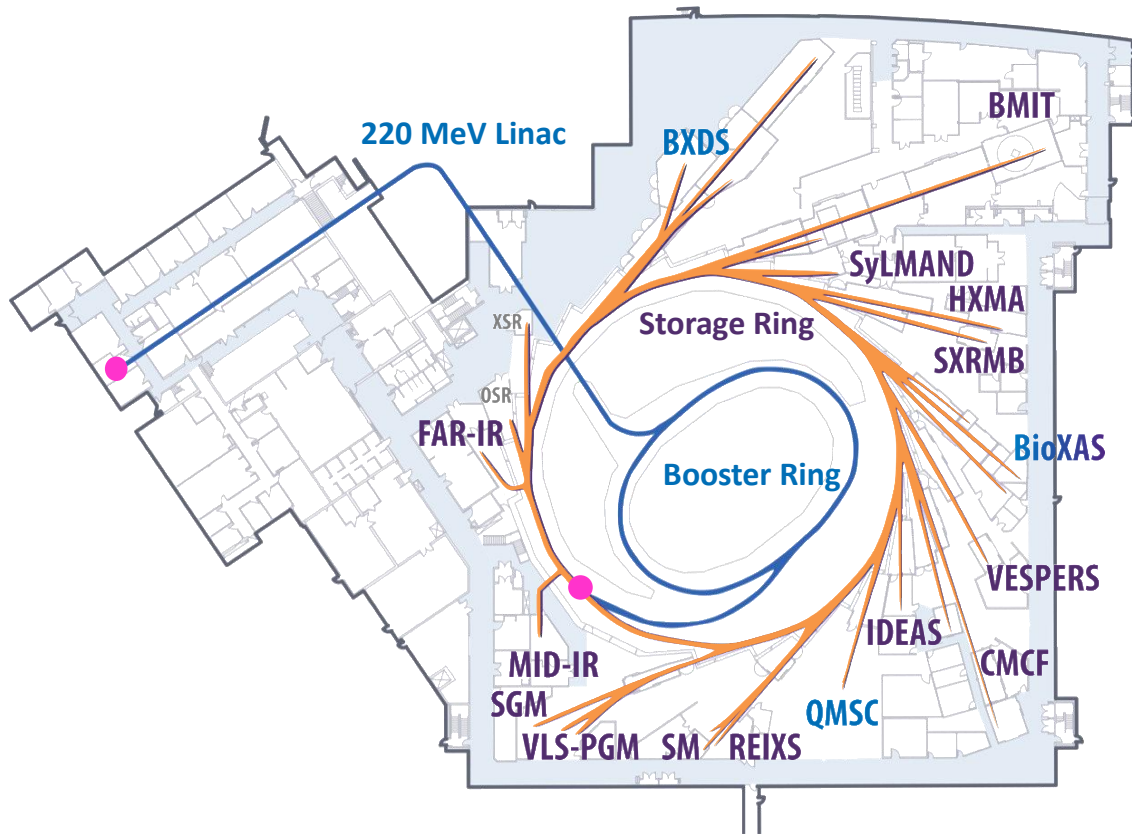 BMIT
220 MeV Linac
BXDS
SyLMAND
HXMA
XSR
Storage Ring
SXRMB
OSR
FAR-IR
BioXAS
Booster Ring
VESPERS
IDEAS
MID-IR
CMCF
SGM
QMSC
VLS-PGM
SM
REIXS